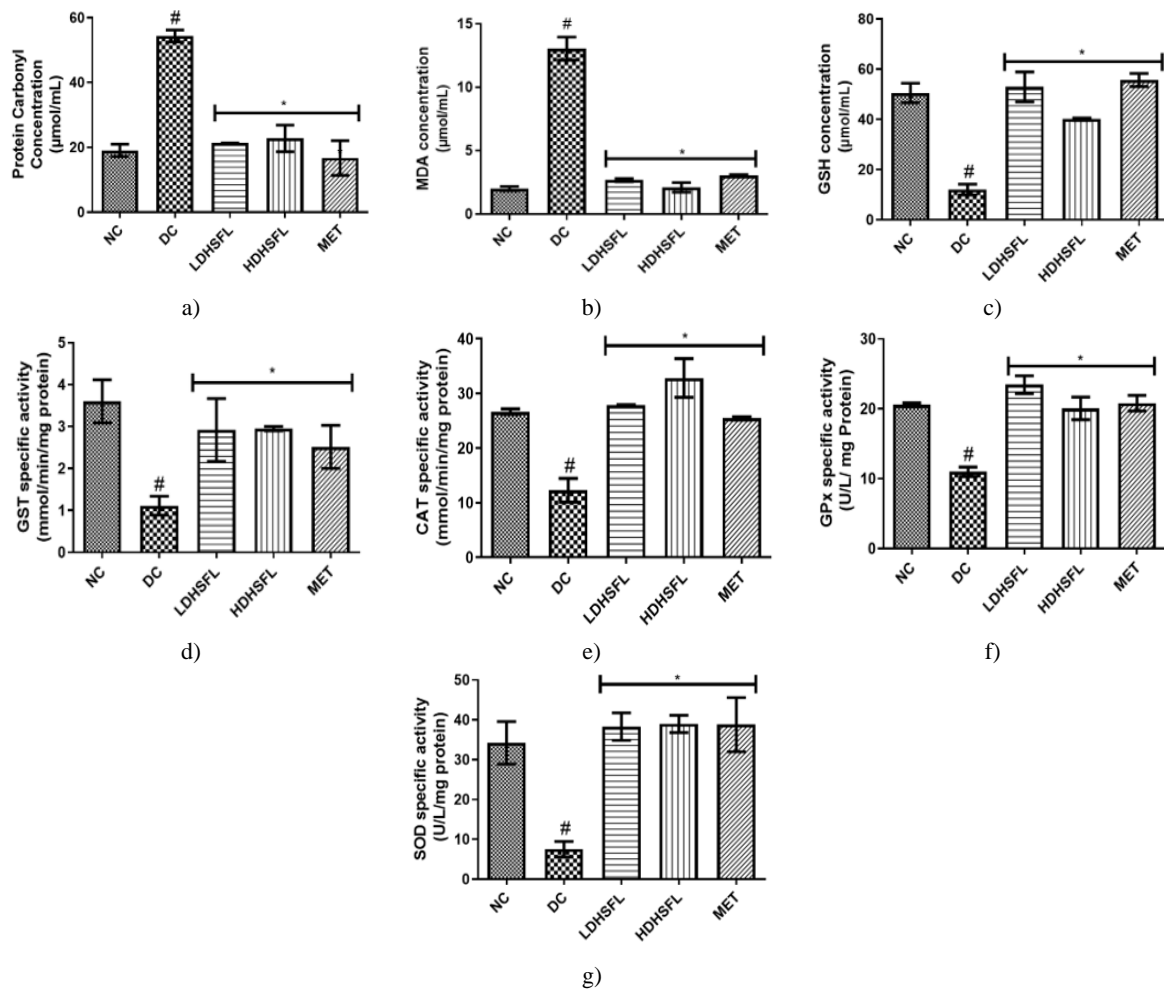 Protein Carbonyl
Concentration
(µmol/mL)
60
40
20
0
#
*
NC
DC
LDHSFL
HDHSFL
MET
a)
MDA concentration
(µmol/mL)
15
10
5
0
#
*
NC
DC
LDHSFL
HDHSFL
MET
b)
GSH concentration
(µmol/mL)
80
60
40
20
0
#
*
NC
DC
LDHSFL
HDHSFL
MET
c)
GST specific activity
(mmol/min/mg protein)
5
4
3
2
1
0
#
*
NC
DC
LDHSFL
HDHSFL
MET
d)
CAT specific activity
(mmol/min/mg protein)
40
30
20
10
0
#
*
NC
DC
LDHSFL
HDHSFL
MET
e)
GPx specific activity
(U/L/ mg Protein)
30
20
10
0
#
*
NC
DC
LDHSFL
HDHSFL
MET
f)
SOD specific activity
(U/L/mg protein)
50
40
30
20
10
0
#
*
NC
DC
LDHSFL
HDHSFL
MET
g)